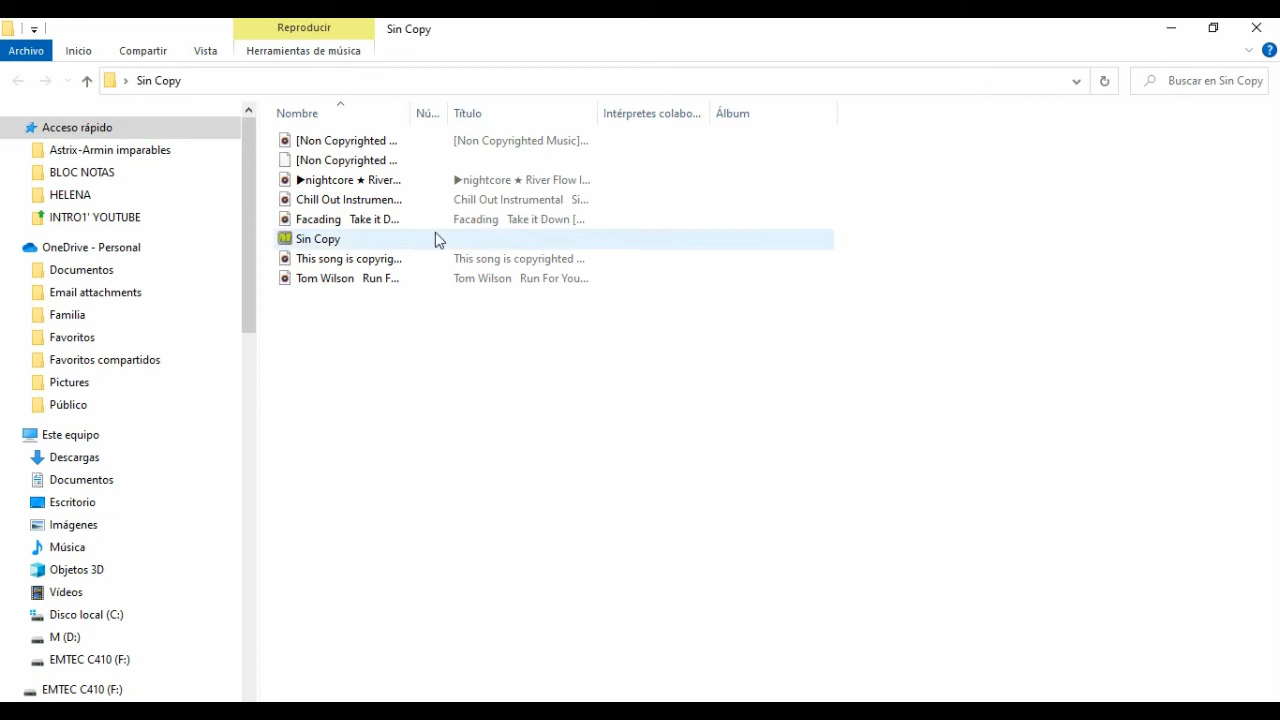 Reproducir
Sin Copy
Archivo
Inicio
Compartir
Vista
Herramientas de música
Sin Copy
Buscar en Sin Copy
Nombre
Nú...
Título
Intérpretes colabo...
Álbum
[Non Copyrighted ...
[Non Copyrighted Music]...
[Non Copyrighted ...
▶nightcore ★ River...
▶nightcore ★ River Flow I...
Chill Out Instrumen...
Chill Out Instrumental Si...
Facading Take it D...
Facading Take it Down [...
Sin Copy
This song is copyrig...
This song is copyrighted ...
Tom Wilson Run F...
Tom Wilson Run For You...
Acceso rápido
Astrix-Armin imparables
BLOC NOTAS
HELENA
INTRO1' YOUTUBE
OneDrive - Personal
Documentos
Email attachments
Familia
Favoritos
Favoritos compartidos
Pictures
Público
Este equipo
Descargas
Documentos
Escritorio
Imágenes
Música
Objetos 3D
Vídeos
Disco local (C:)
M (D:)
EMTEC C410 (F:)
EMTEC C410 (F:)